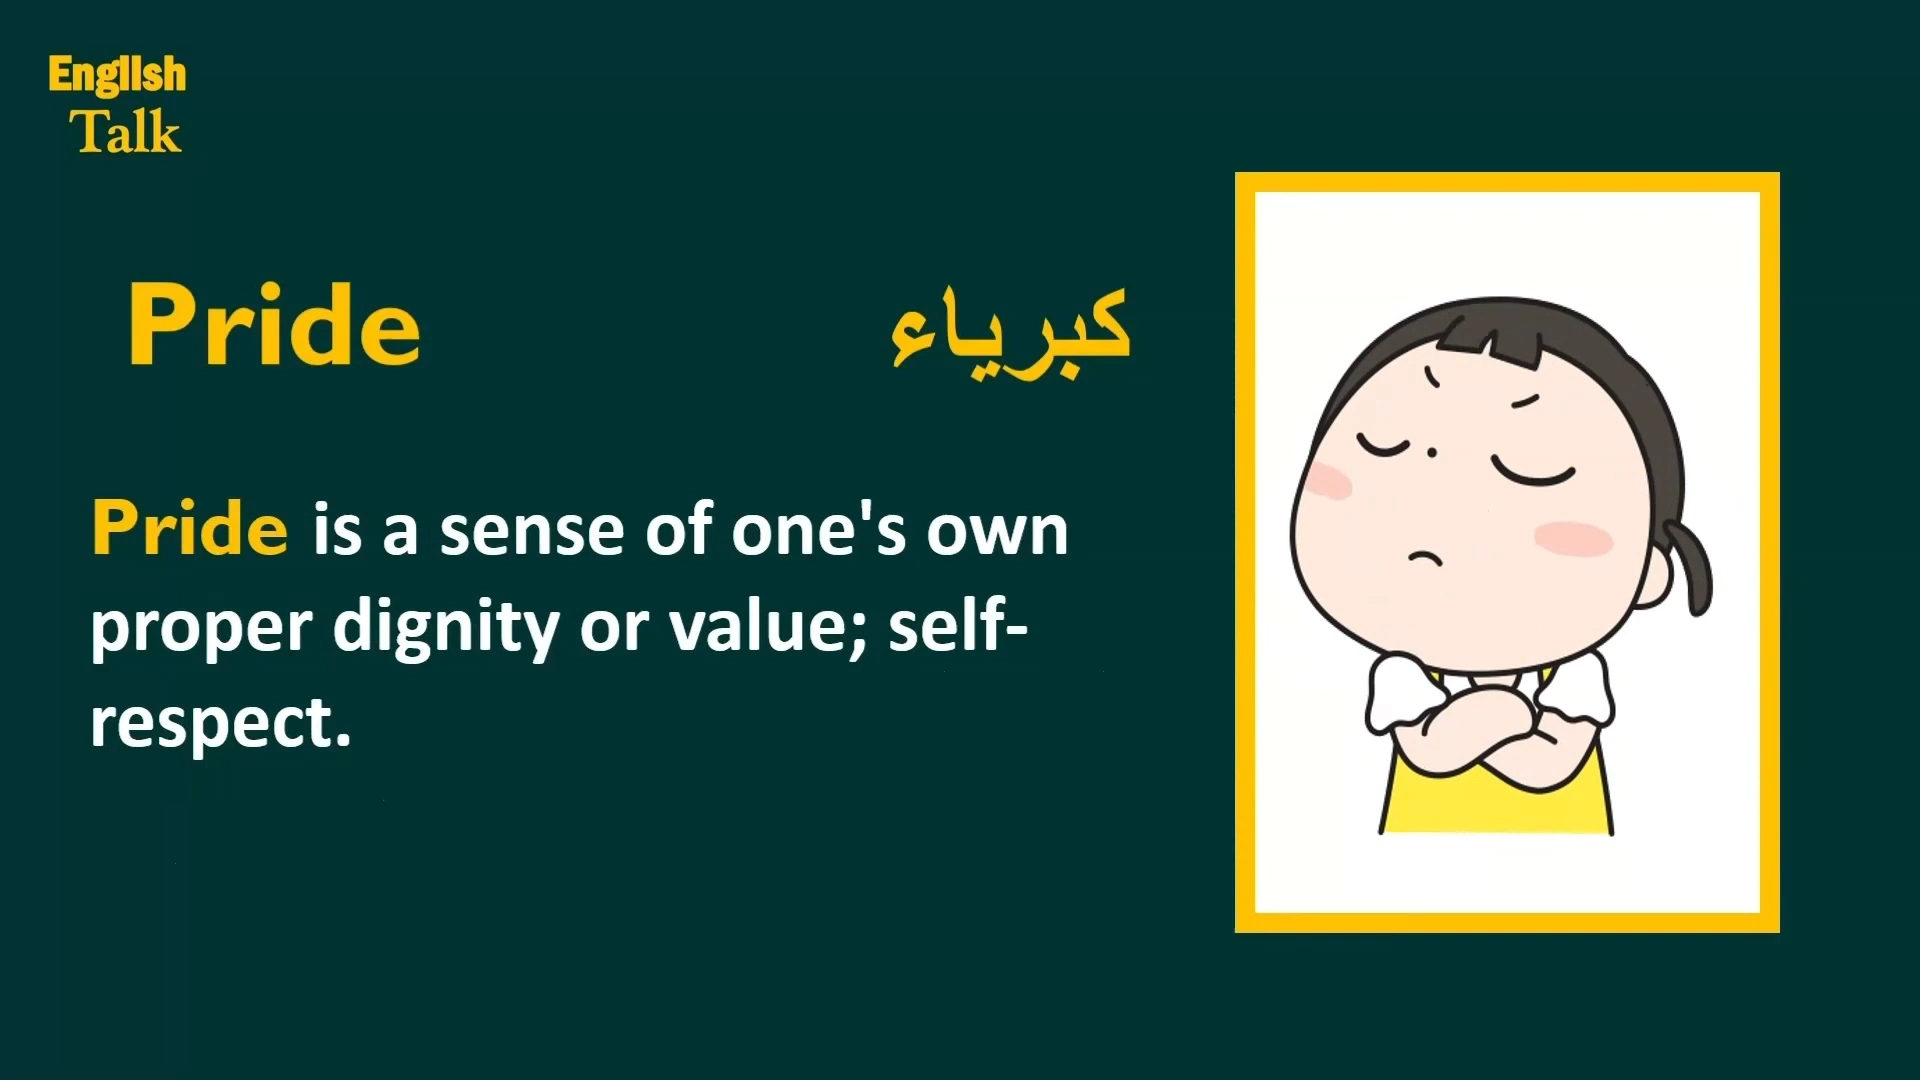 English
Talk
Pride
كبرياء
Pride is a sense of one's own
proper dignity or value; self-
respect.